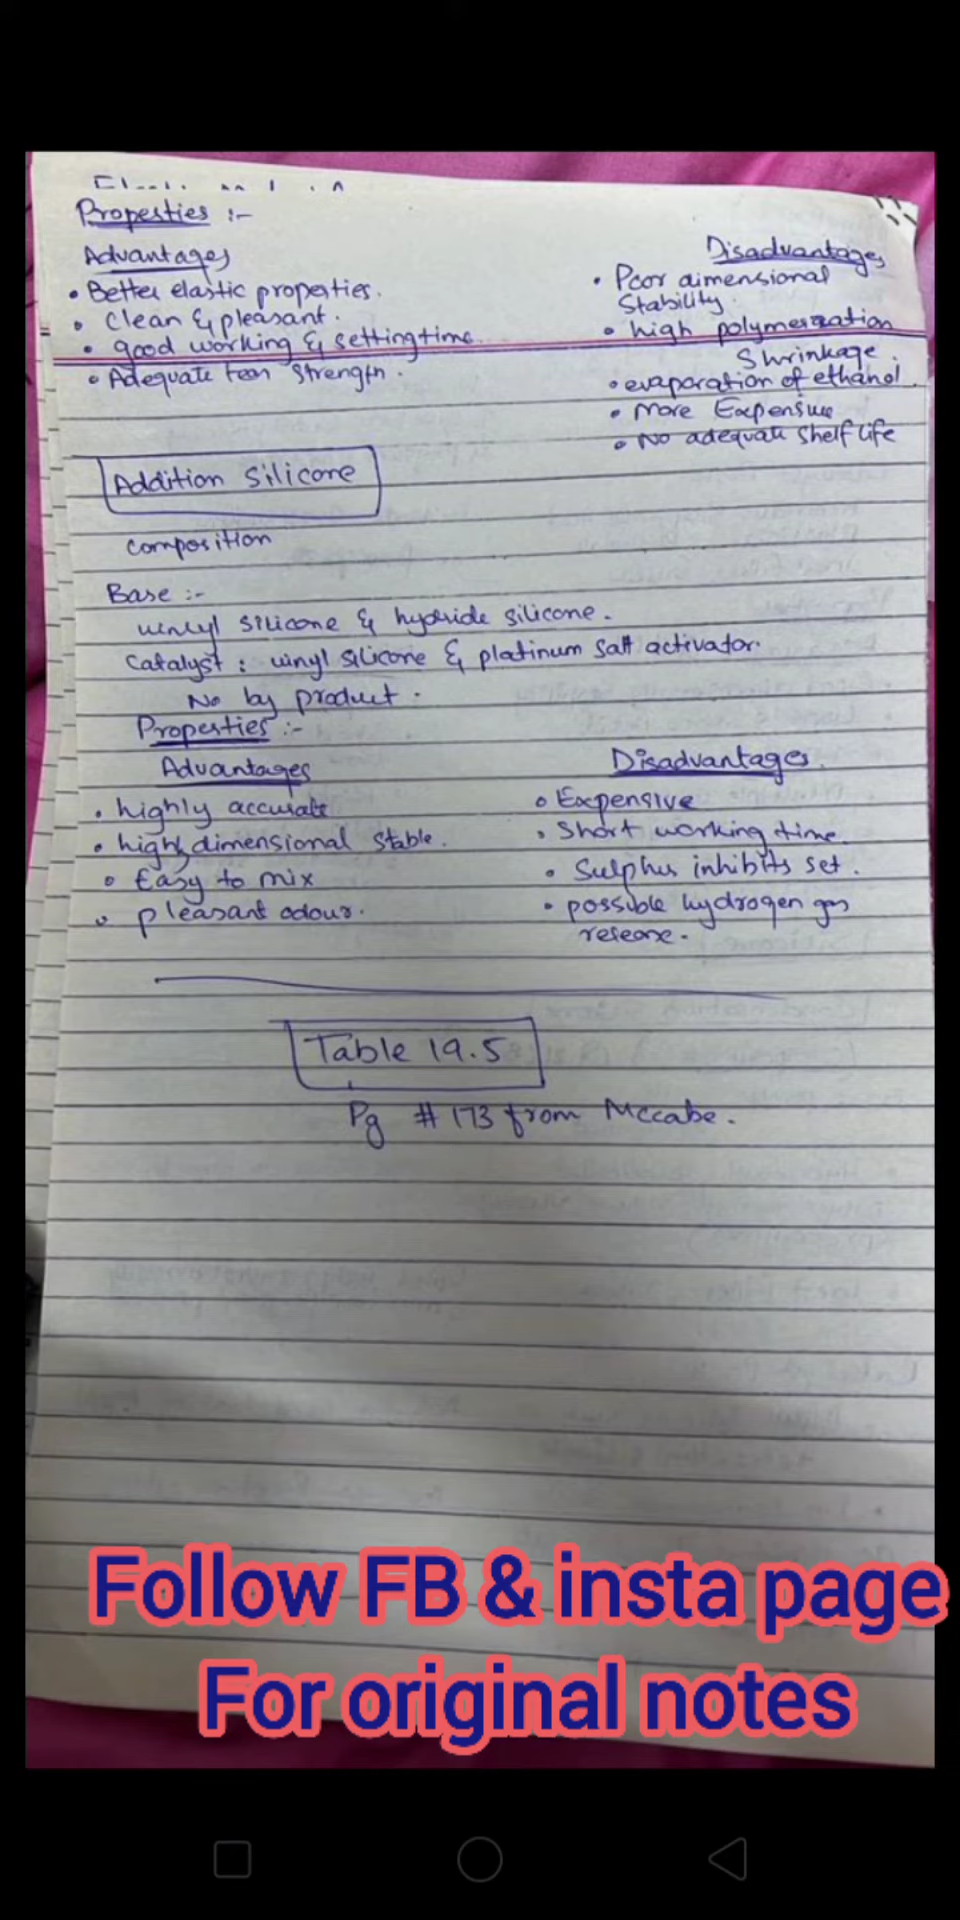 Properties :-
Advantages
• Better elastic properties.
• Clean & pleasant.
• good working & setting time.
• Adequate tear strength.
Disadvantages
• Poor dimensional
Stability.
• high polymerization
Shrinkage.
• evaporation of ethanol.
• More Expensive
• No adequate Shelf life
Addition Silicone
Composition
Base :-
vinyl silicone & hydride silicone.
Catalyst : vinyl silicone & platinum salt activator.
No by product.
Properties :-
Advantages
• highly accurate
• highly dimensional stable.
• Easy to mix
• pleasant odour.
Disadvantages
• Expensive
• Short working time.
• Sulphur inhibits set.
• possible hydrogen gas
release.
Table 19.5
Pg # 173 from Mccabe.
Follow FB & insta page
For original notes